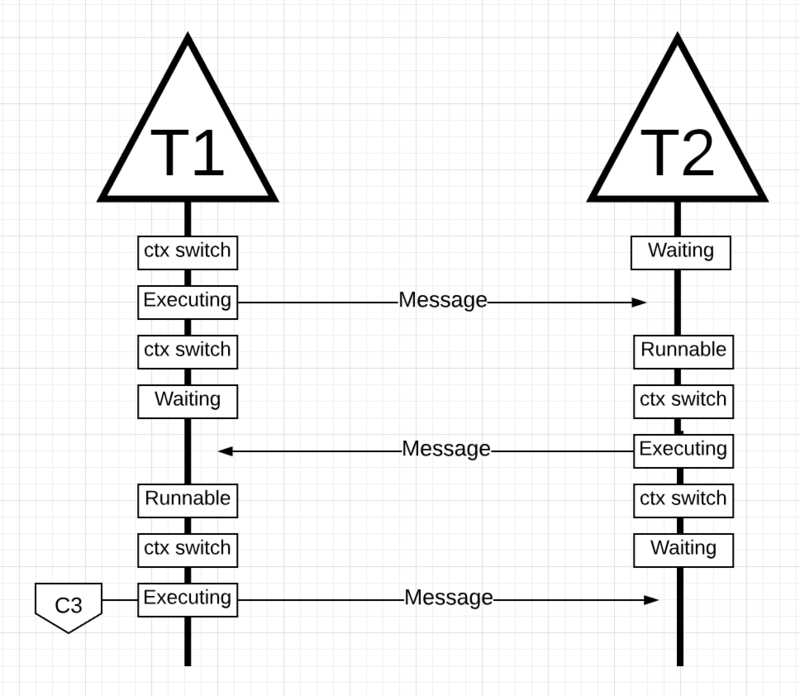 T1
T2
ctx switch
Waiting
Executing
Message
ctx switch
Runnable
Waiting
ctx switch
Message
Executing
Runnable
ctx switch
ctx switch
Waiting
C3
Executing
Message